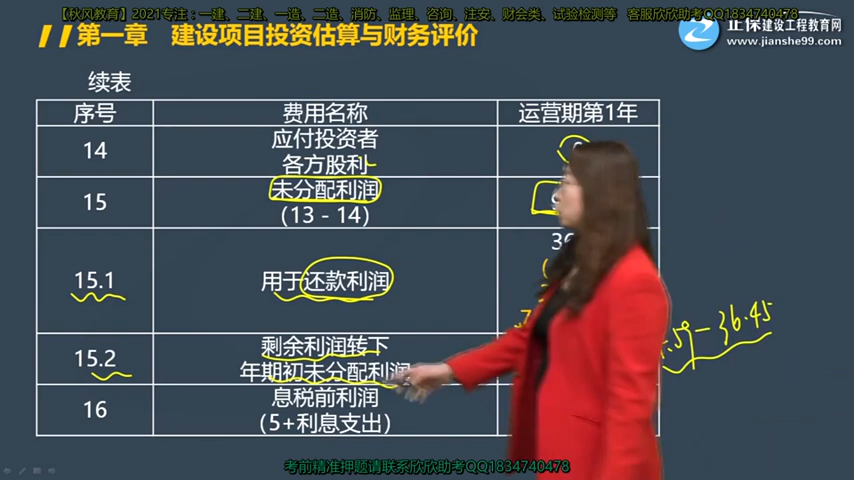 【秋风教育】2021专注：一建、二建、一造、二造、消防、监理、咨询、注安、财会类、试验检测等 客服欣欣助考QQ1834740478
第一章 建设项目投资估算与财务评价
正保建设工程教育网
www.jianshe99.com
续表
序号 费用名称 运营期第1年
14 应付投资者
各方股利
15 未分配利润
（13－14）
15.1 用于还款利润
15.2 剩余利润转下
年期初未分配利润
16 息税前利润
（5+利息支出）
－36.45
考前精准押题请联系欣欣助考QQ1834740478